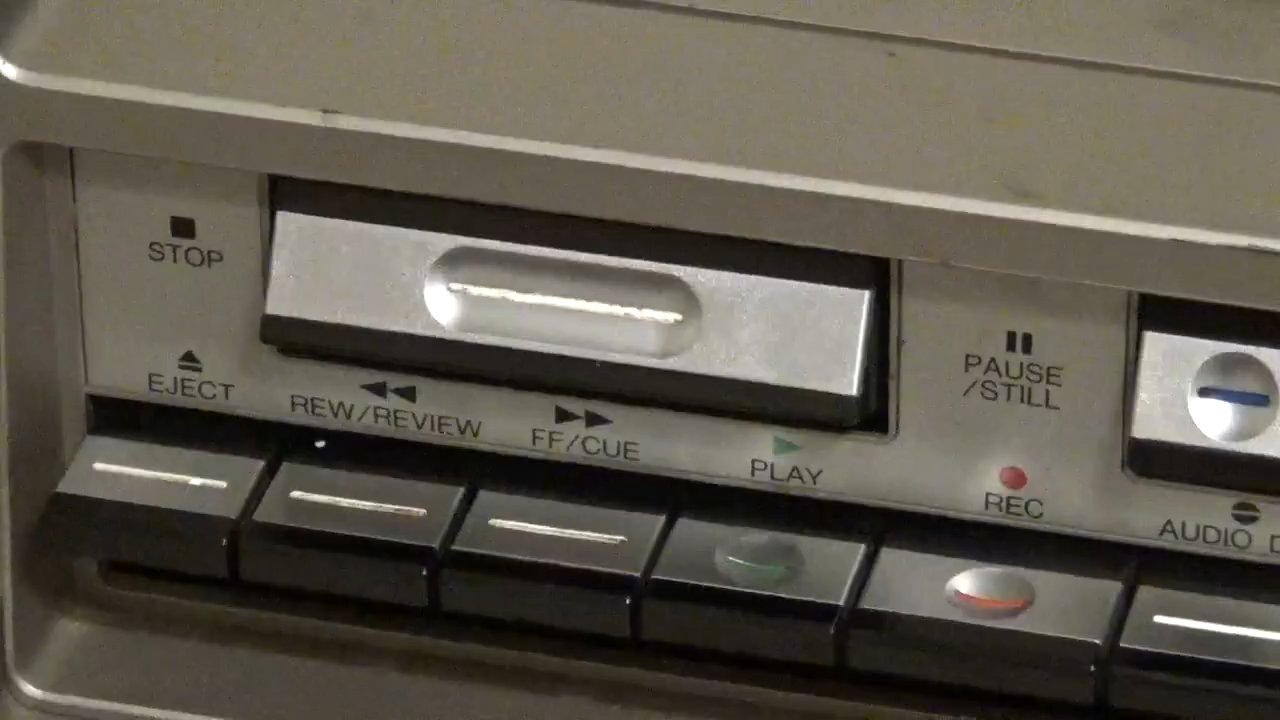 STOP
PAUSE
/STILL
EJECT
REW/REVIEW
FF/CUE
PLAY
REC
AUDIO D